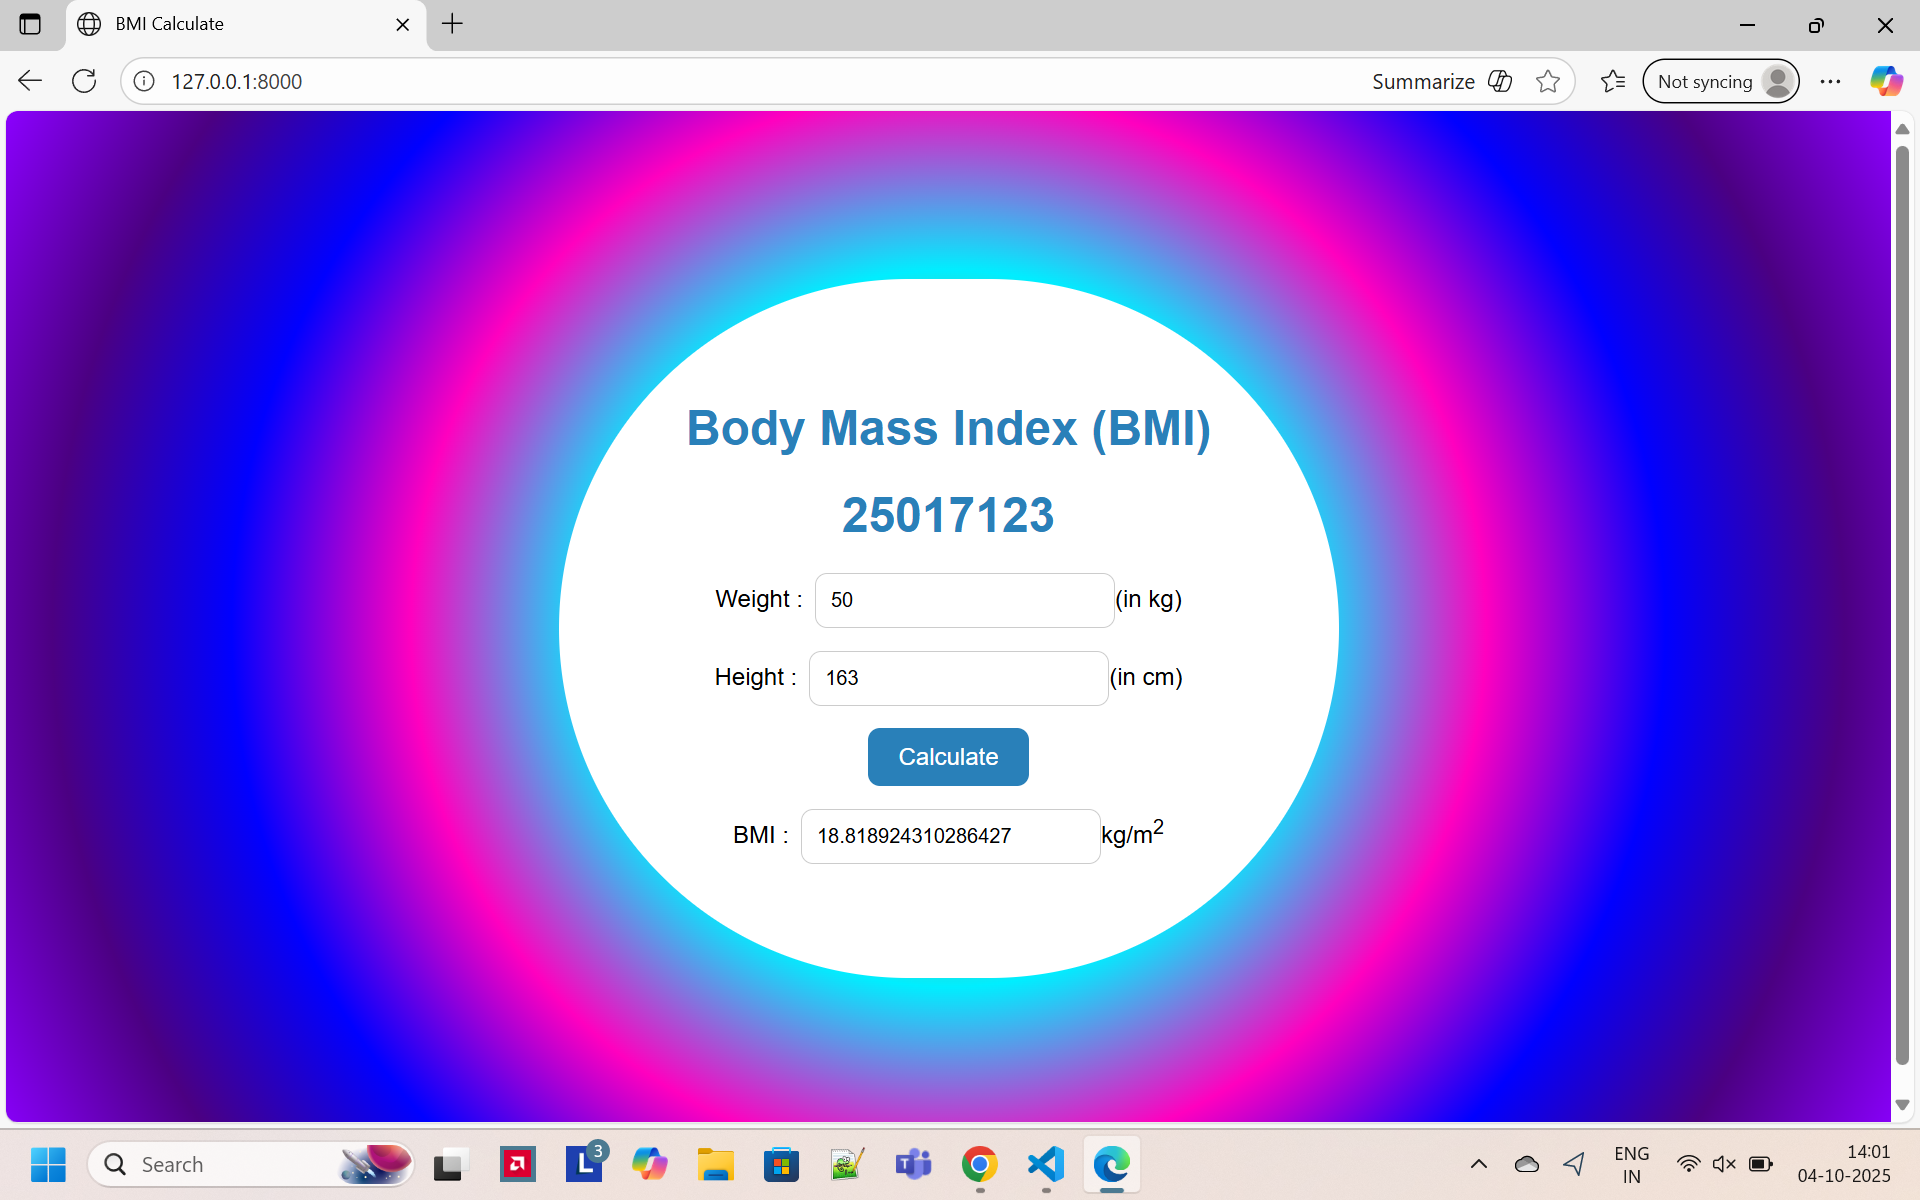 BMI Calculate
127.0.0.1:8000
Summarize
Not syncing
Body Mass Index (BMI)
25017123
Weight : 50 (in kg)
Height : 163 (in cm)
Calculate
BMI : 18.818924310286427 kg/m²
Search
a
L
3
T
ENG
IN
14:01
04-10-2025